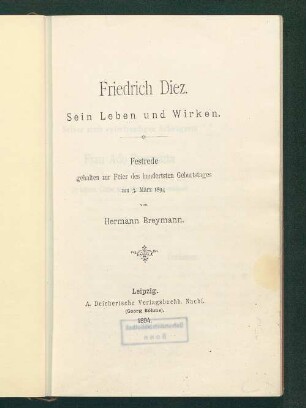 Friedrich Diez.
Sein Leben und Wirken.
Festrede
gehalten zur Feier des hundertsten Geburtstages
am 3. März 1894
von
Hermann Breymann.
Leipzig.
A. Deichertsche Verlagsbuchh. Nachf.
(Georg Böhme).
1894.